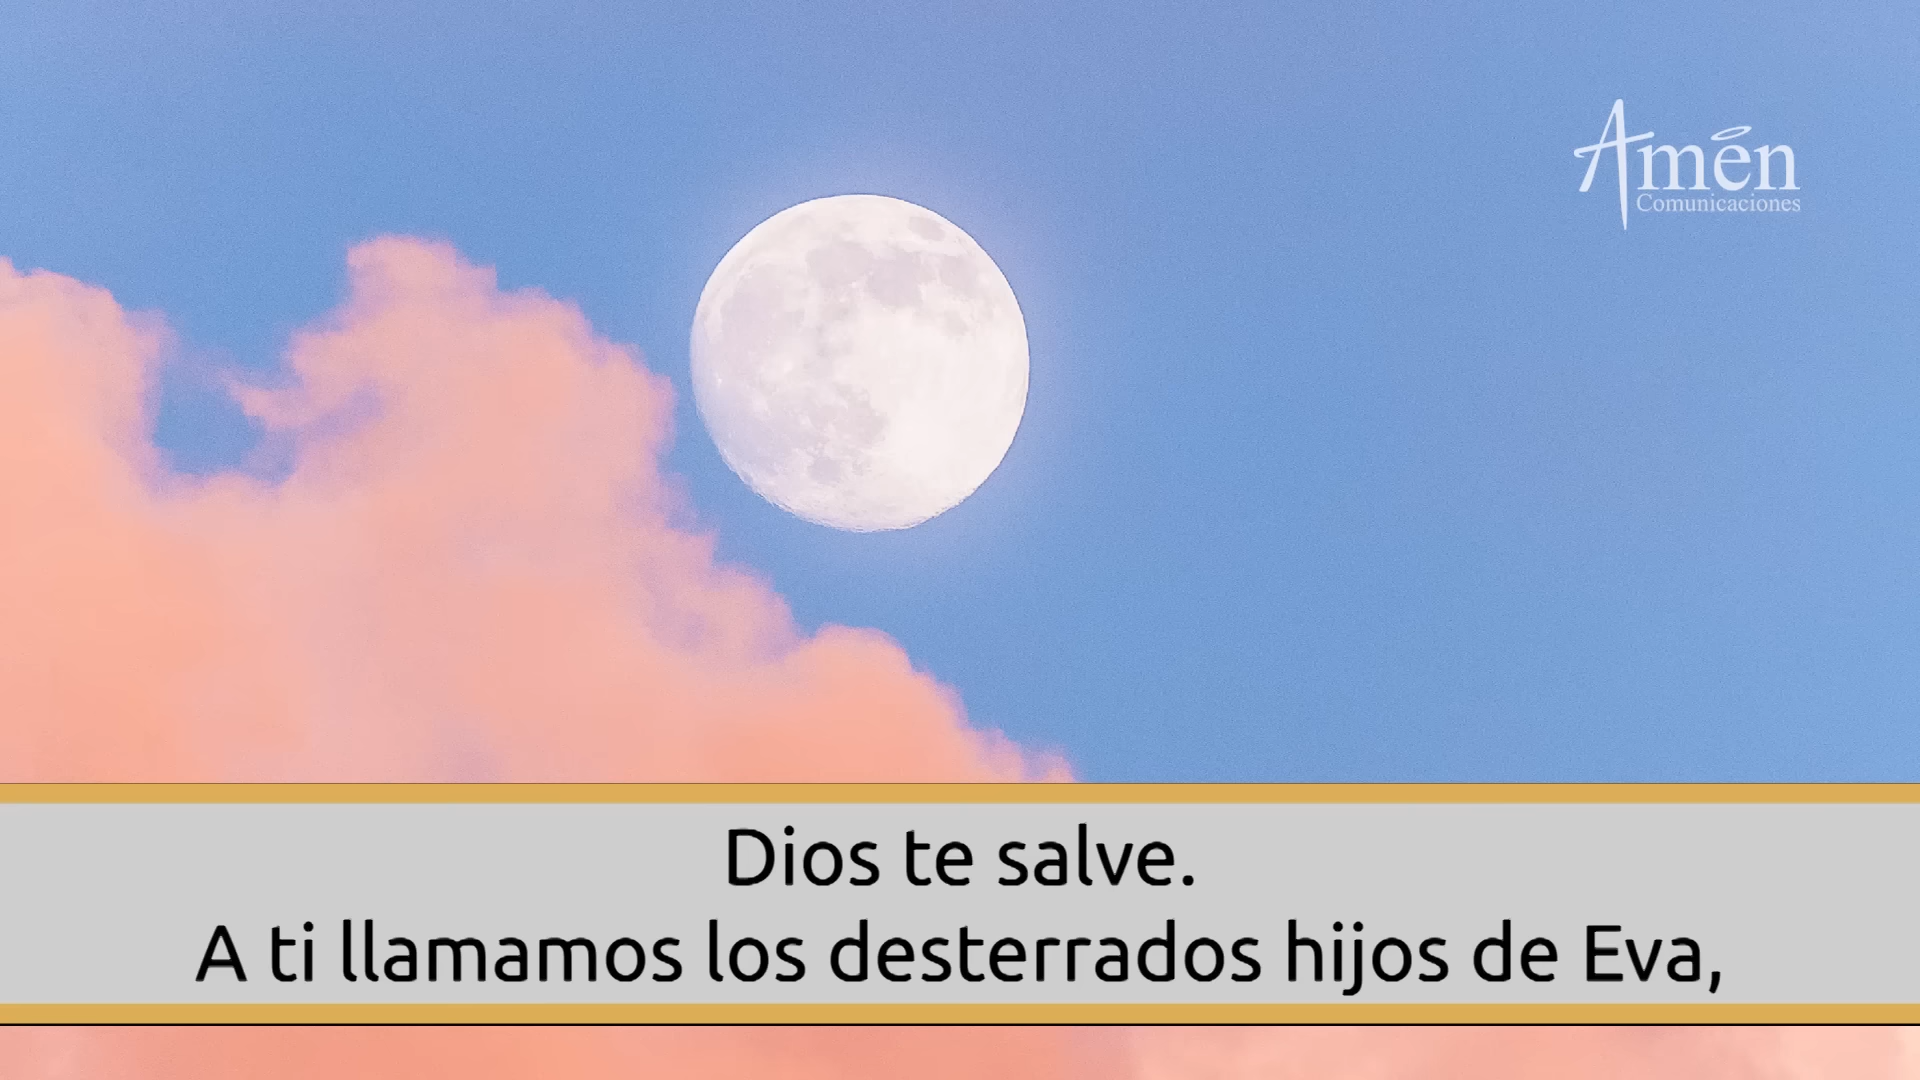 Amén
Comunicaciones
Dios te salve.
A ti llamamos los desterrados hijos de Eva,